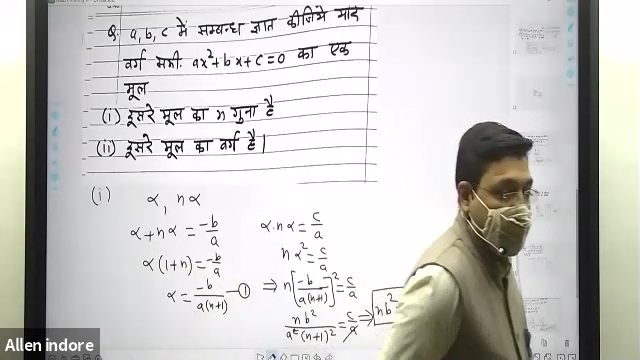 Q. a, b, c में सम्बन्ध ज्ञात कीजिये यदि
वर्ग समी. ax²+bx+c=0 का एक
मूल
(i) दूसरे मूल का n गुना है
(ii) दूसरे मूल का वर्ग है|
(i) α, nα
α+nα = -b/a
α(1+n) = -b/a
α = -b/a(n+1) —①
α.nα = c/a
nα² = c/a
⇒ n[-b/a(n+1)]² = c/a
nb²/a²(n+1)² = c/a ⇒ nb²
Allen indore